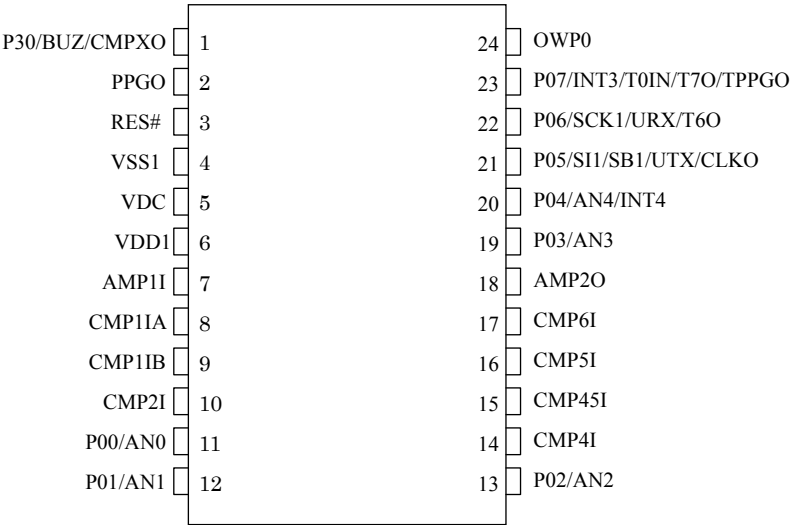 P30/BUZ/CMPXO 1 24 OWP0
PPGO 2 23 P07/INT3/T0IN/T7O/TPPGO
RES# 3 22 P06/SCK1/URX/T6O
VSS1 4 21 P05/SI1/SB1/UTX/CLKO
VDC 5 20 P04/AN4/INT4
VDD1 6 19 P03/AN3
AMP1I 7 18 AMP2O
CMP1IA 8 17 CMP6I
CMP1IB 9 16 CMP5I
CMP2I 10 15 CMP45I
P00/AN0 11 14 CMP4I
P01/AN1 12 13 P02/AN2